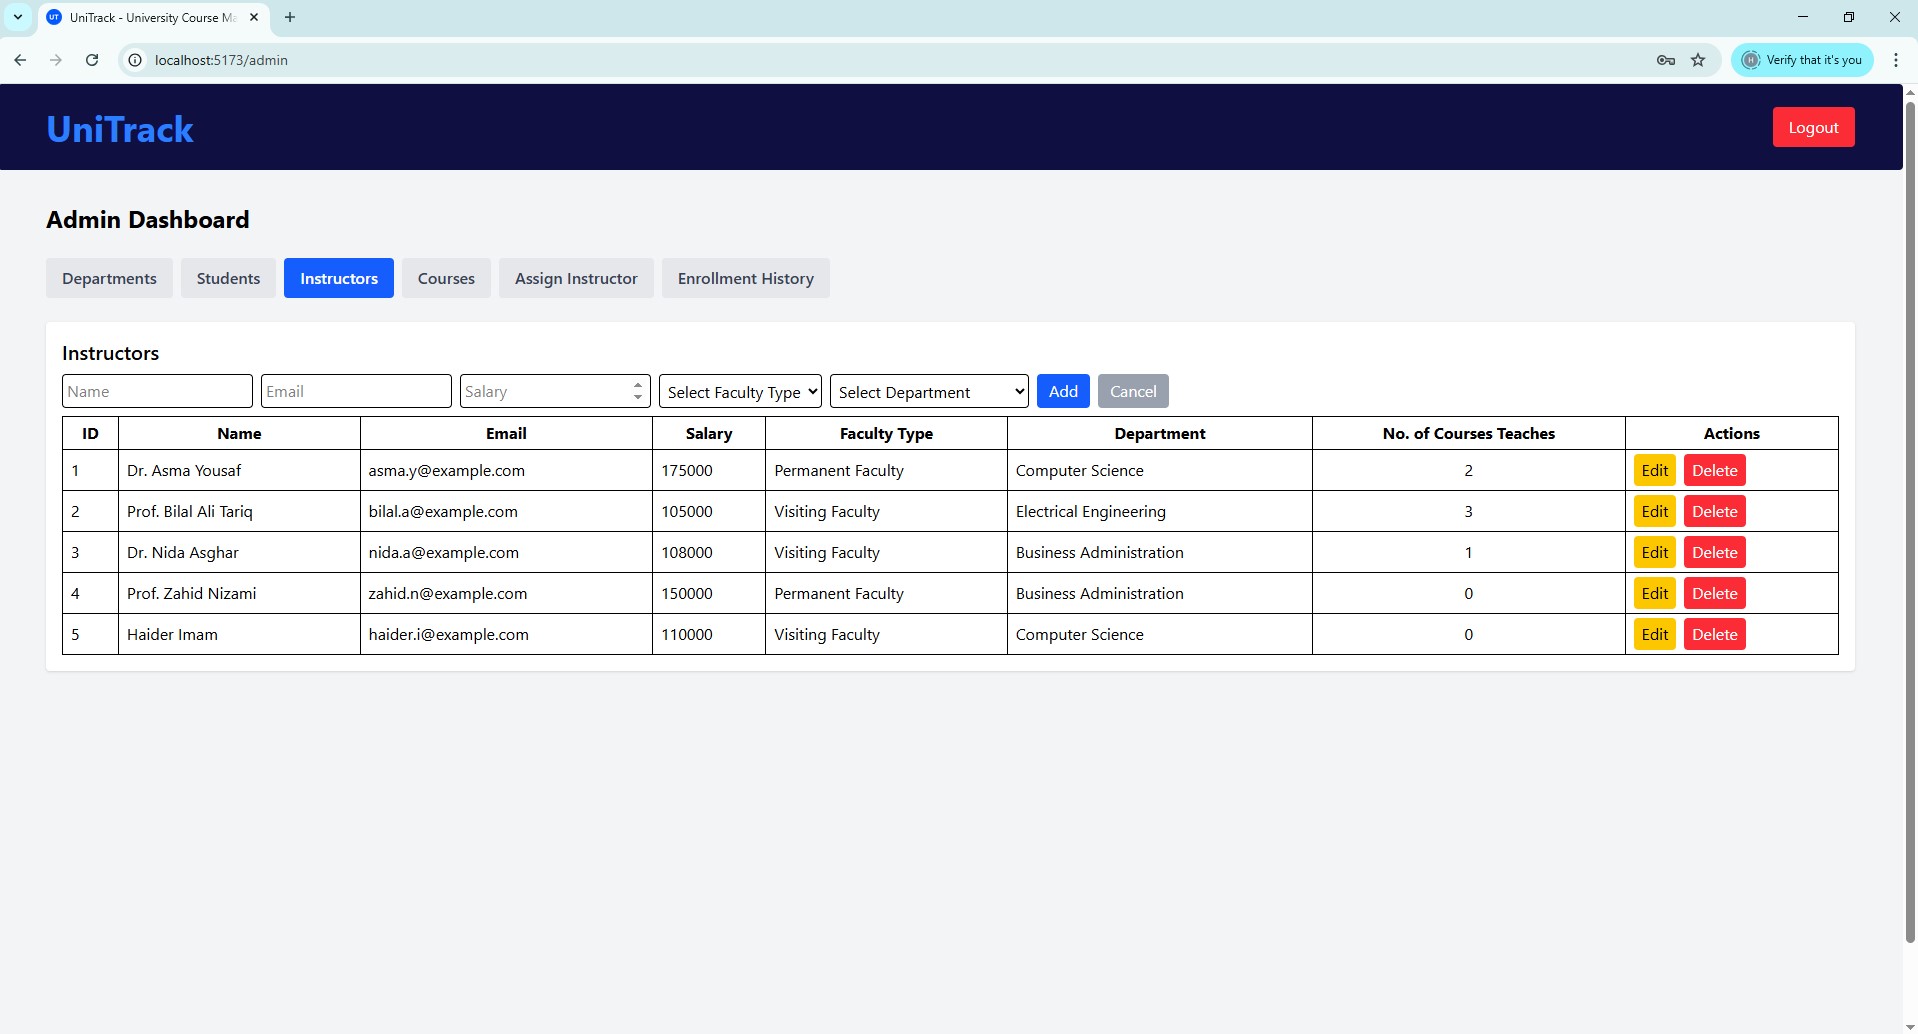 UT UniTrack - University Course Ma
localhost:5173/admin
Verify that it's you
UniTrack
Logout
Admin Dashboard
Departments Students Instructors Courses Assign Instructor Enrollment History
Instructors
Name Email Salary Select Faculty Type Select Department Add Cancel
ID Name Email Salary Faculty Type Department No. of Courses Teaches Actions
1 Dr. Asma Yousaf asma.y@example.com 175000 Permanent Faculty Computer Science 2 Edit Delete
2 Prof. Bilal Ali Tariq bilal.a@example.com 105000 Visiting Faculty Electrical Engineering 3 Edit Delete
3 Dr. Nida Asghar nida.a@example.com 108000 Visiting Faculty Business Administration 1 Edit Delete
4 Prof. Zahid Nizami zahid.n@example.com 150000 Permanent Faculty Business Administration 0 Edit Delete
5 Haider Imam haider.i@example.com 110000 Visiting Faculty Computer Science 0 Edit Delete